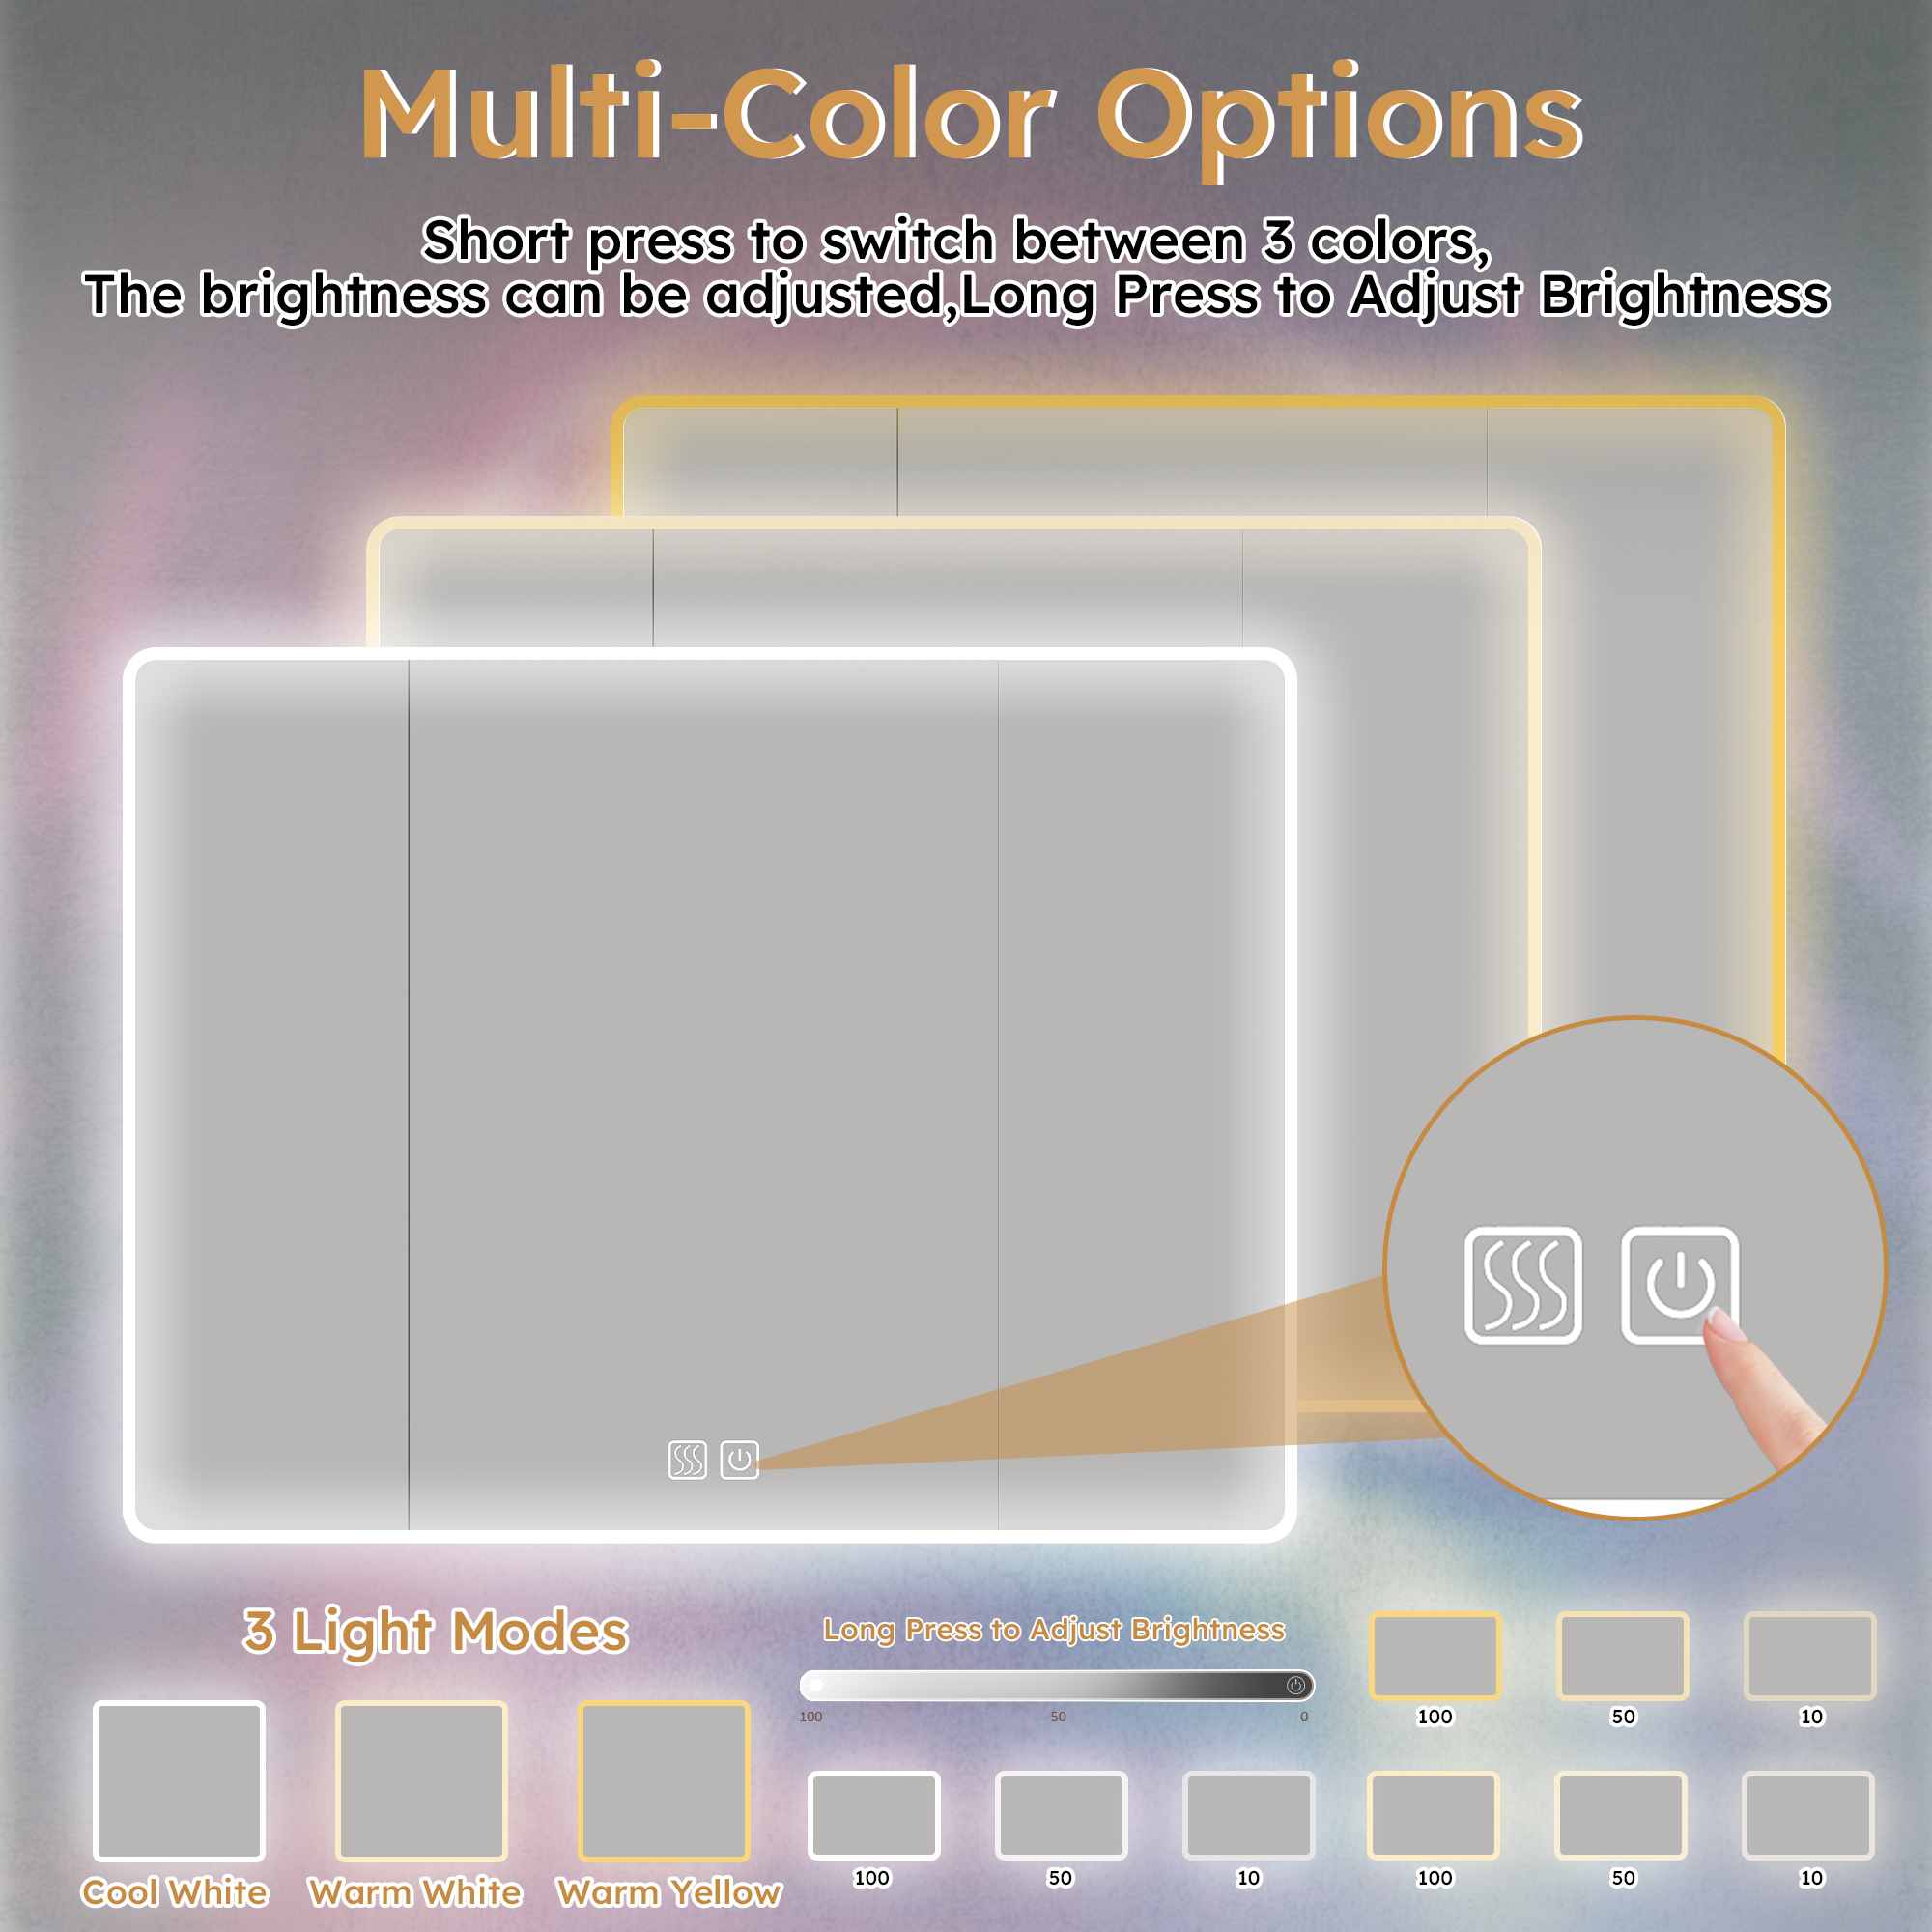 Multi-Color Options
Short press to switch between 3 colors,
The brightness can be adjusted,Long Press to Adjust Brightness
3 Light Modes
Cool White
Warm White
Warm Yellow
Long Press to Adjust Brightness
100
50
0
100
50
10
100
50
10
100
50
10